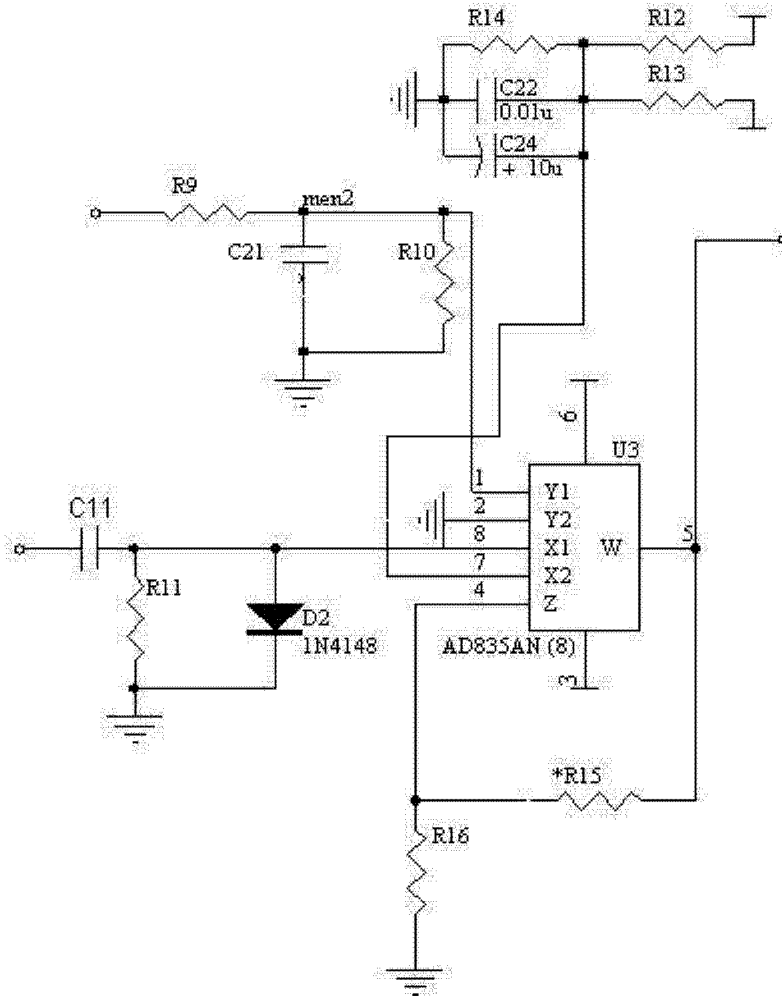 R14
R12
C22
0.01u
R13
C24
+ 10u
R9
men2
C21
R10
6
U3
1
Y1
2
Y2
C11
8
X1
W
5
7
X2
R11
4
Z
D2
1N4148
AD835AN (8)
3
*R15
R16